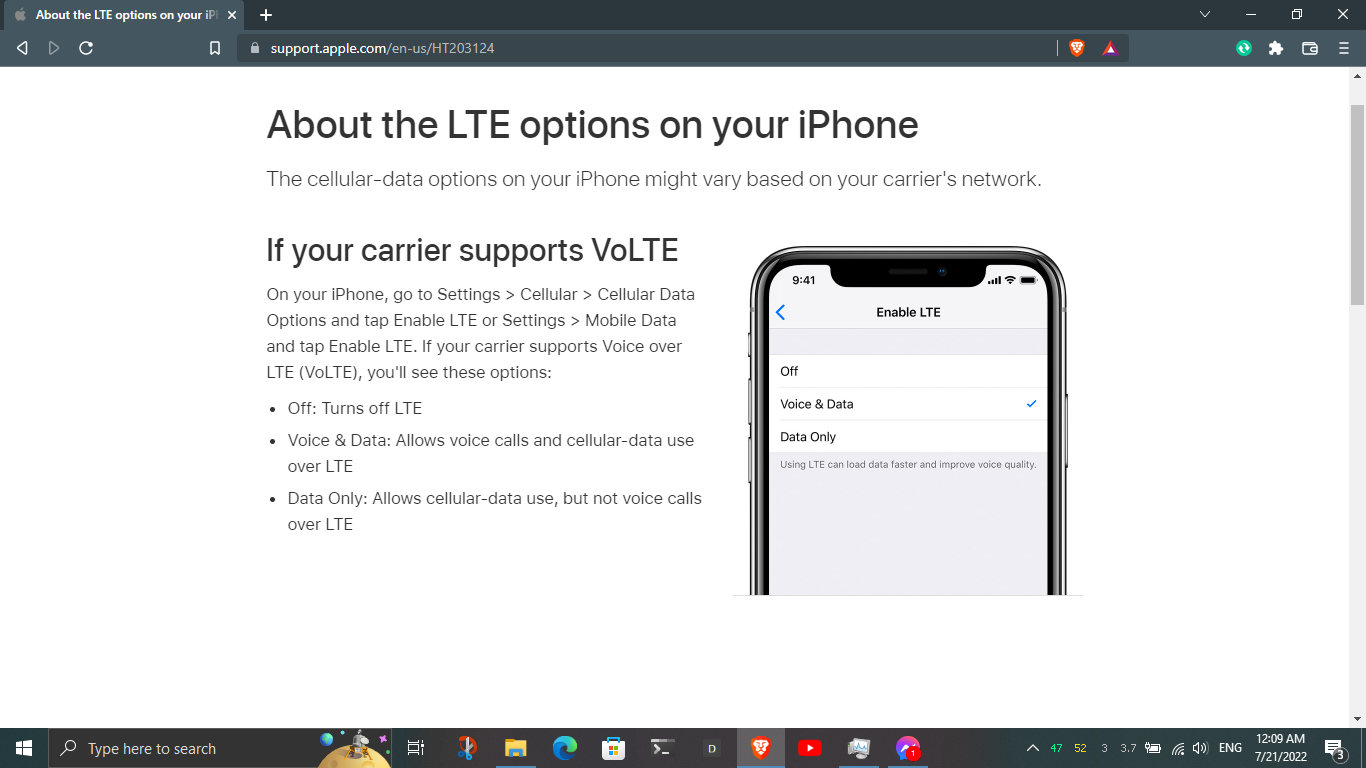 About the LTE options on your iPh
support.apple.com/en-us/HT203124
About the LTE options on your iPhone
The cellular-data options on your iPhone might vary based on your carrier's network.
If your carrier supports VoLTE
On your iPhone, go to Settings > Cellular > Cellular Data
Options and tap Enable LTE or Settings > Mobile Data
and tap Enable LTE. If your carrier supports Voice over
LTE (VoLTE), you'll see these options:
• Off: Turns off LTE
• Voice & Data: Allows voice calls and cellular-data use
over LTE
• Data Only: Allows cellular-data use, but not voice calls
over LTE
9:41
Enable LTE
Off
Voice & Data
Data Only
Using LTE can load data faster and improve voice quality.
Type here to search
D
1
47 52 3 3.7
ENG
12:09 AM
7/21/2022
3